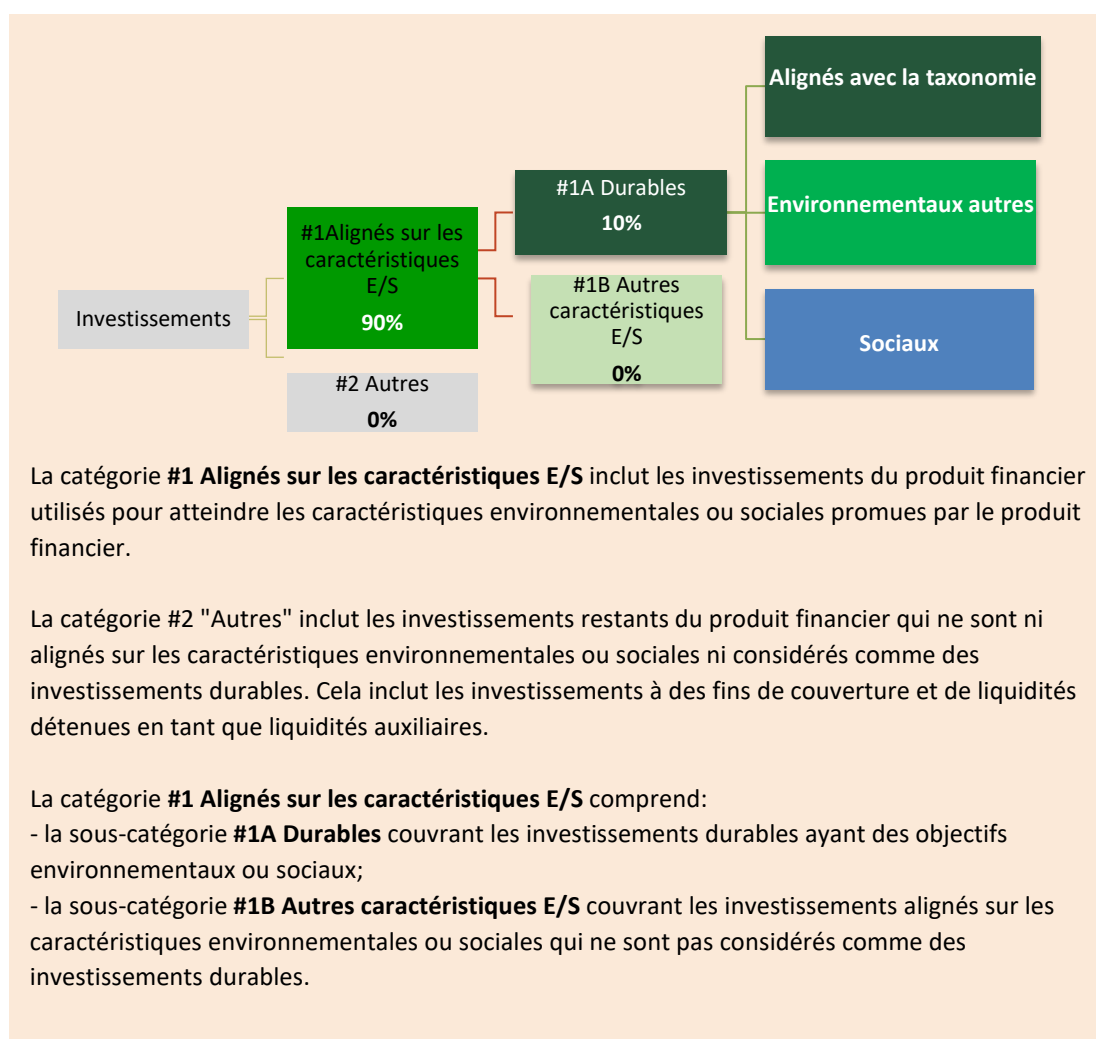 Investissements
#1Alignés sur les
caractéristiques
E/S
90%
#2 Autres
0%
#1A Durables
10%
#1B Autres
caractéristiques
E/S
0%
Alignés avec la taxonomie
Environnementaux autres
Sociaux
La catégorie #1 Alignés sur les caractéristiques E/S inclut les investissements du produit financier
utilisés pour atteindre les caractéristiques environnementales ou sociales promues par le produit
financier.
La catégorie #2 "Autres" inclut les investissements restants du produit financier qui ne sont ni
alignés sur les caractéristiques environnementales ou sociales ni considérés comme des
investissements durables. Cela inclut les investissements à des fins de couverture et de liquidités
détenues en tant que liquidités auxiliaires.
La catégorie #1 Alignés sur les caractéristiques E/S comprend:
- la sous-catégorie #1A Durables couvrant les investissements durables ayant des objectifs
environnementaux ou sociaux;
- la sous-catégorie #1B Autres caractéristiques E/S couvrant les investissements alignés sur les
caractéristiques environnementales ou sociales qui ne sont pas considérés comme des
investissements durables.